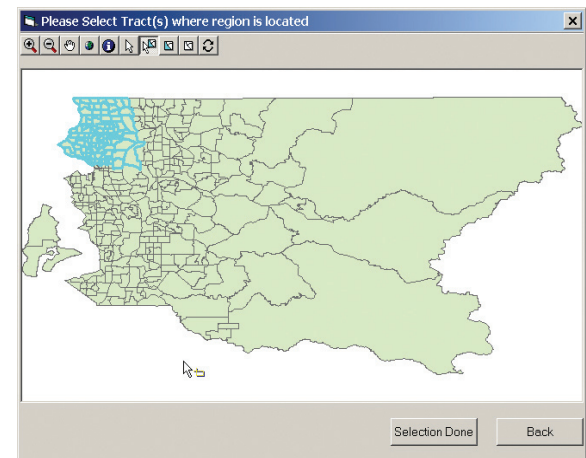 Please Select Tract(s) where region is located
Selection Done
Back